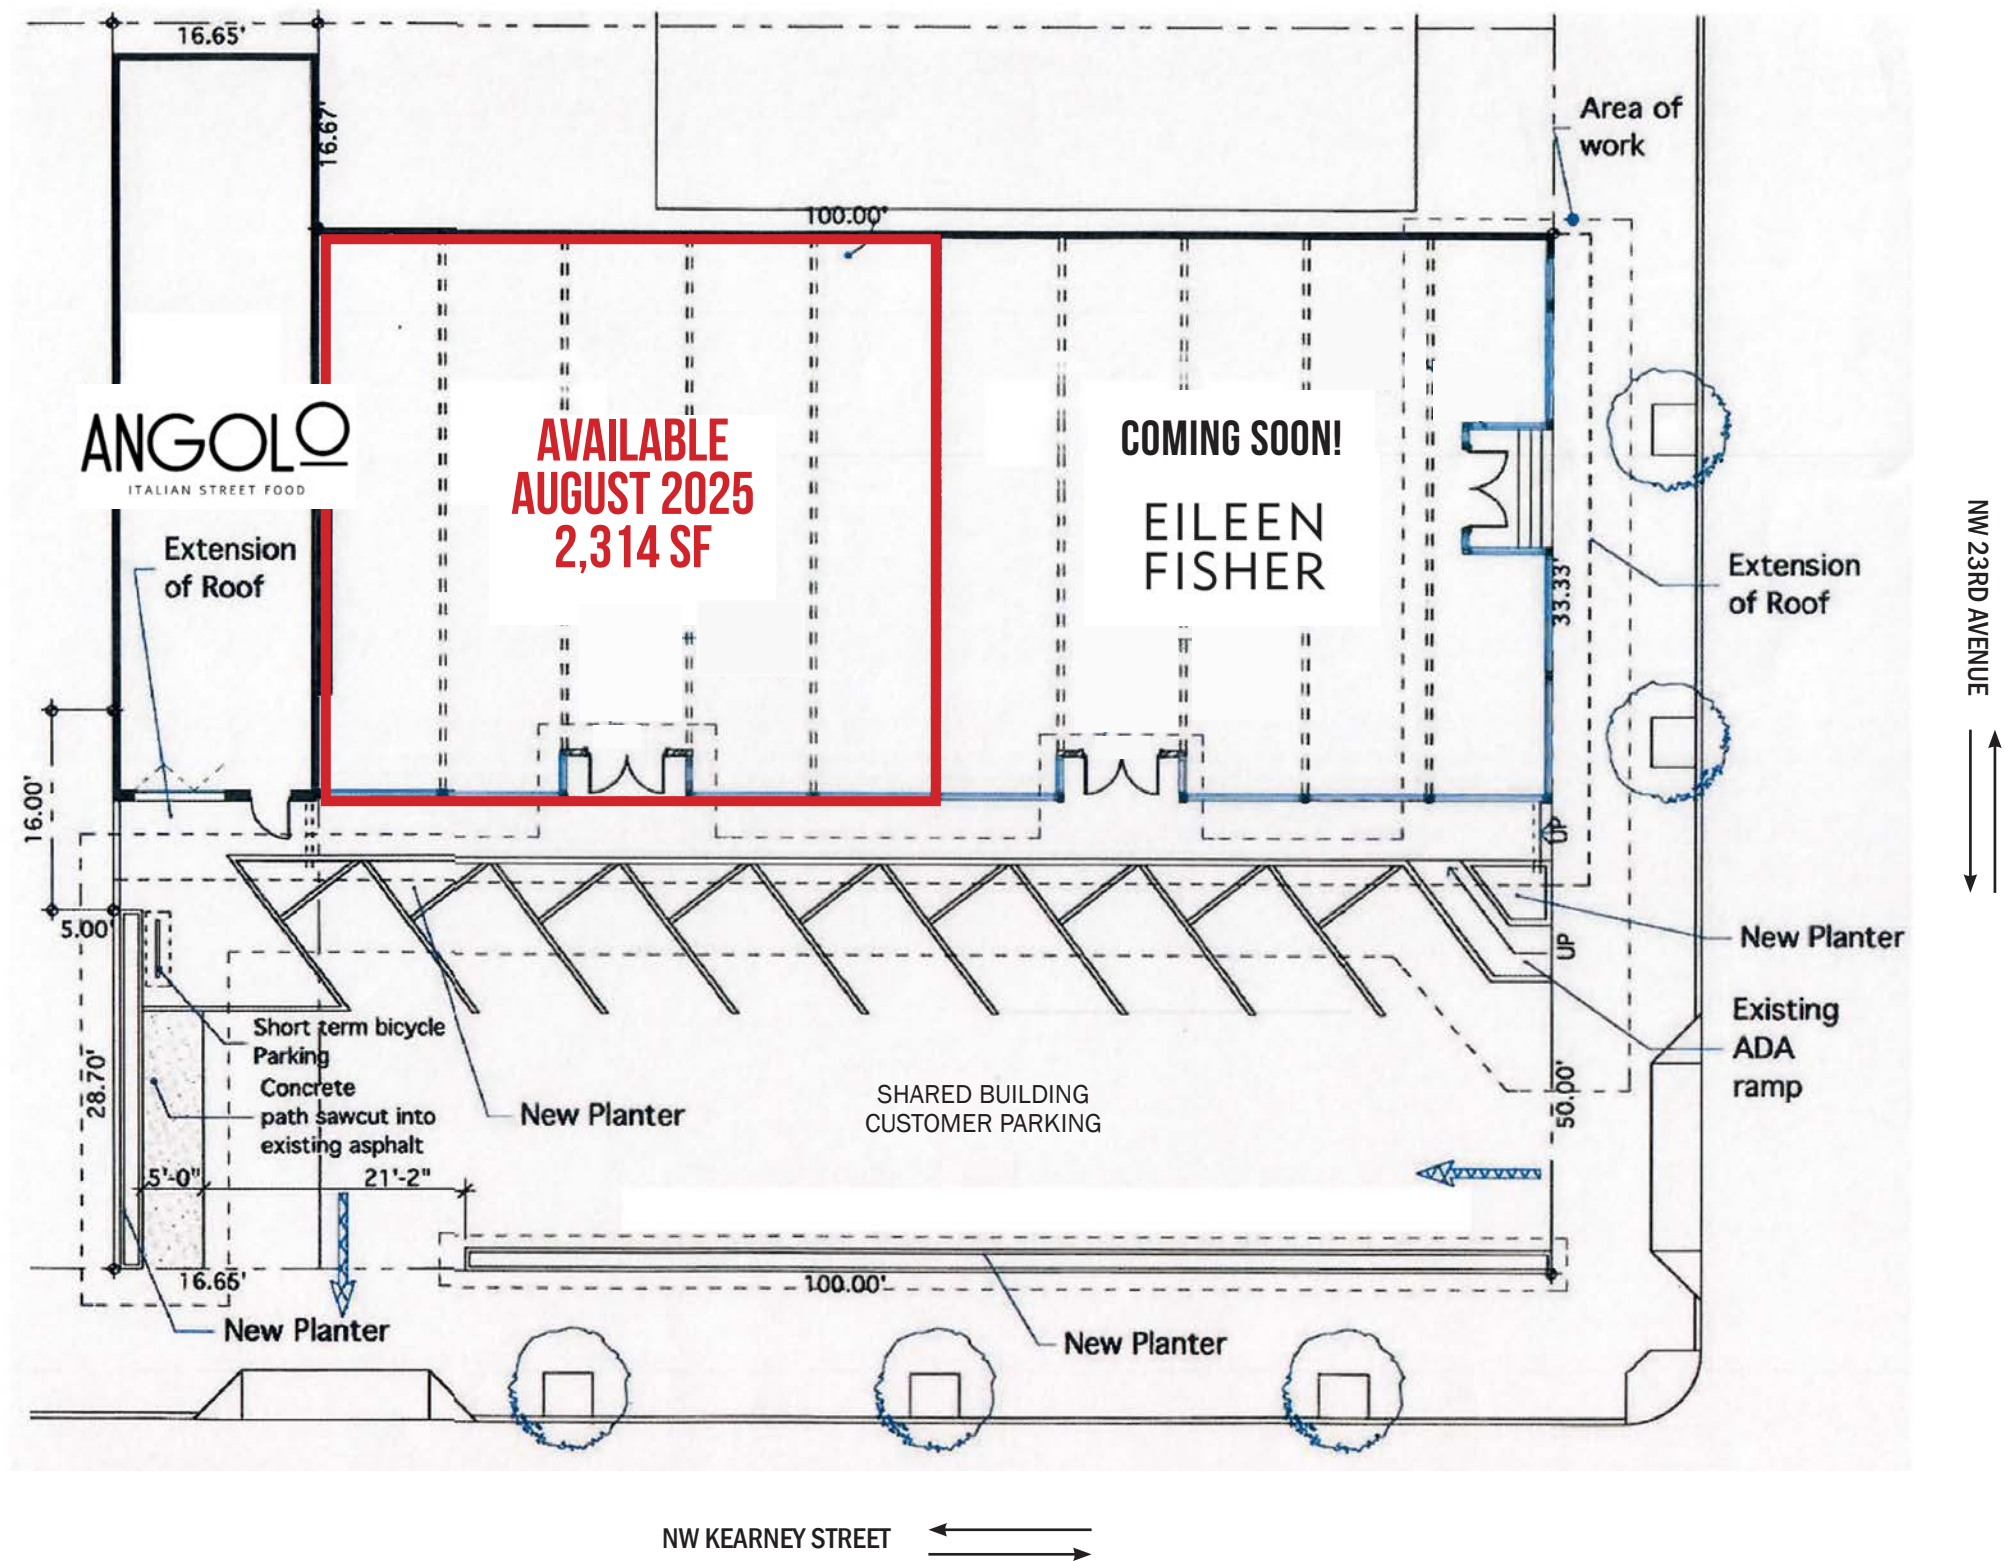 16.65'
16.67'
Area of
work
100.00'
ANGOLO
ITALIAN STREET FOOD
AVAILABLE
AUGUST 2025
2,314 SF
COMING SOON!
EILEEN
FISHER
Extension
of Roof
33.33'
Extension
of Roof
NW 23RD AVENUE
16.00'
UP
5.00'
UP
New Planter
Short term bicycle
Parking
Concrete
path sawcut into
existing asphalt
28.70'
New Planter
SHARED BUILDING
CUSTOMER PARKING
50.00'
Existing
ADA
ramp
5'-0"
21'-2"
16.65'
100.00'
New Planter
New Planter
NW KEARNEY STREET